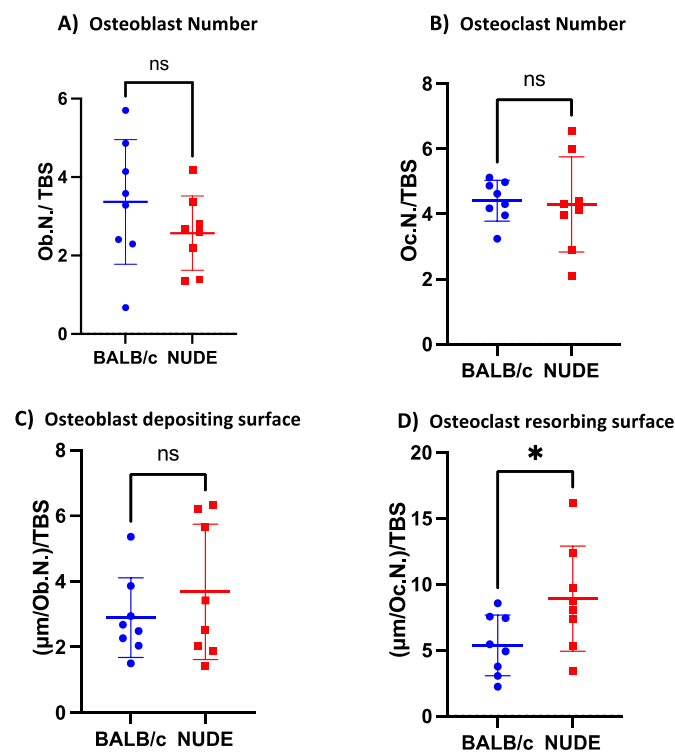 A) Osteoblast Number
ns
Ob.N./ TBS
6
4
2
0
BALB/c NUDE
B) Osteoclast Number
ns
Oc.N./TBS
8
6
4
2
0
BALB/c NUDE
C) Osteoblast depositing surface
ns
(μm/Ob.N.)/TBS
8
6
4
2
0
BALB/c NUDE
D) Osteoclast resorbing surface
*
(μm/Oc.N.)/TBS
20
15
10
5
0
BALB/c NUDE